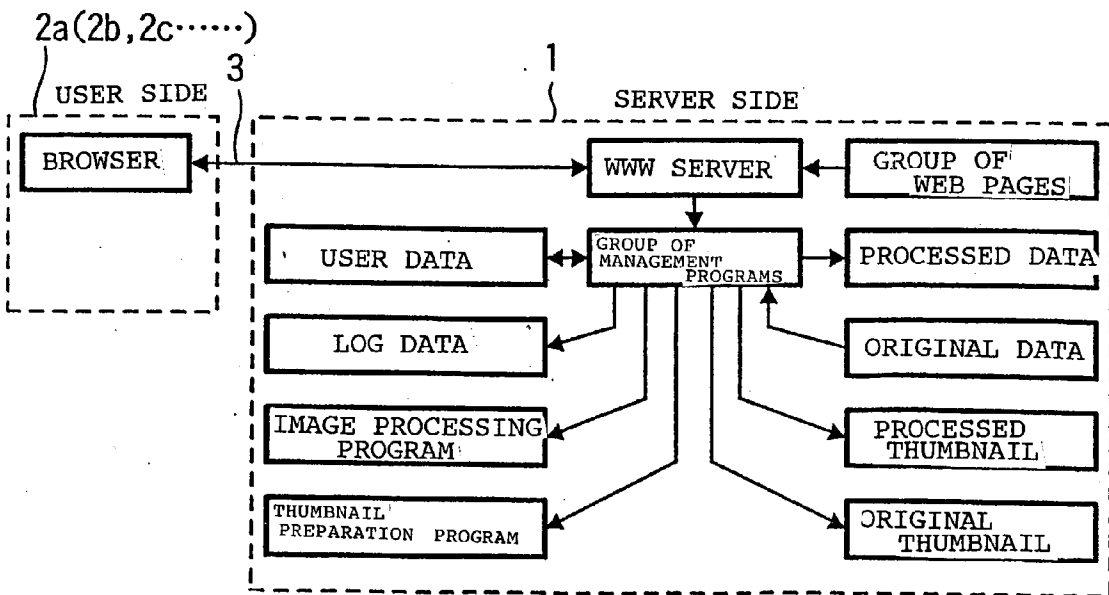 2a(2b,2c······)
3
1
USER SIDE
SERVER SIDE
BROWSER
WWW SERVER
GROUP OF
WEB PAGES
USER DATA
GROUP OF
MANAGEMENT
PROGRAMS
PROCESSED DATA
LOG DATA
ORIGINAL DATA
IMAGE PROCESSING
PROGRAM
PROCESSED
THUMBNAIL
THUMBNAIL
PREPARATION PROGRAM
ORIGINAL
THUMBNAIL